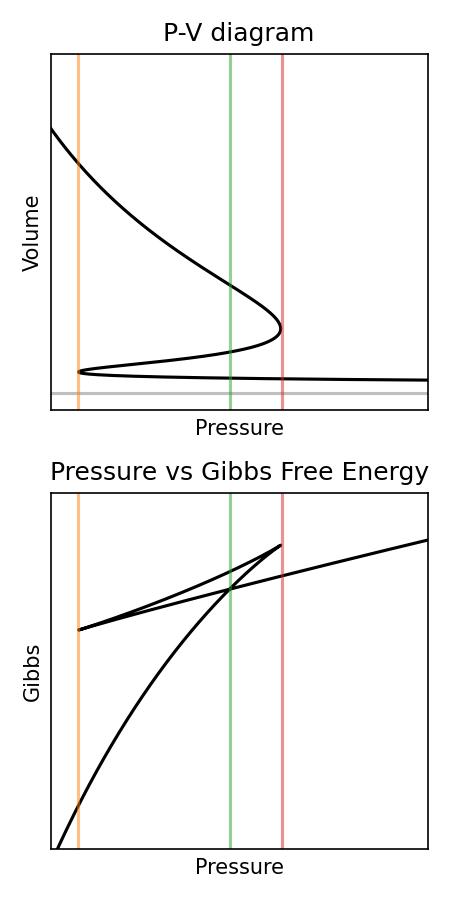 P-V diagram
Volume
Pressure
Pressure vs Gibbs Free Energy
Gibbs
Pressure